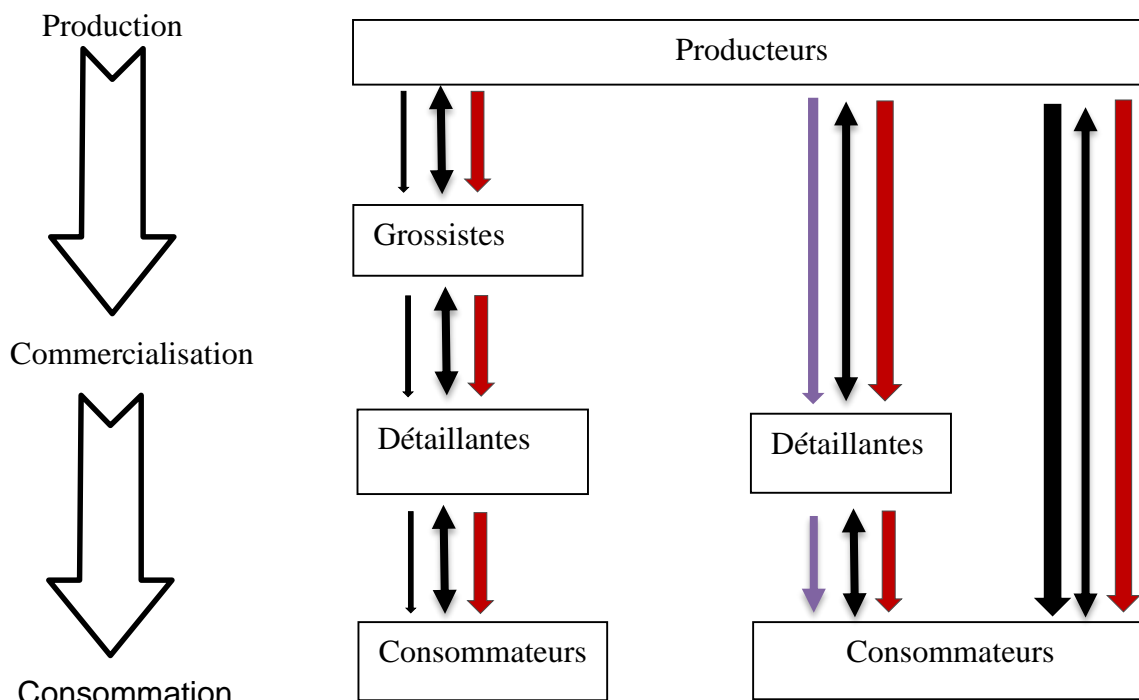 Production
Producteurs
Grossistes
Commercialisation
Détaillantes
Détaillantes
Consommateurs
Consommateurs
Consommation